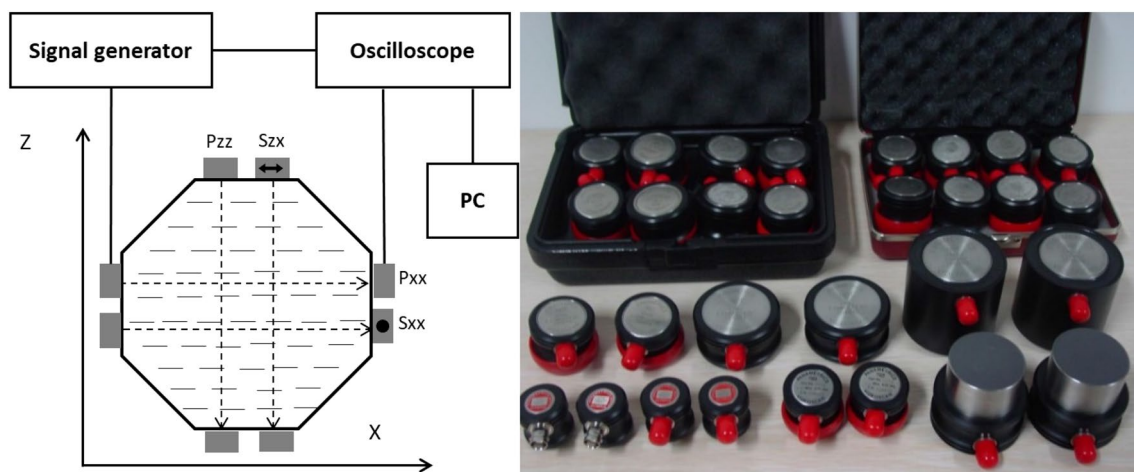 Signal generator
Oscilloscope
Z
Pzz
Szx
PC
Pxx
Sxx
X